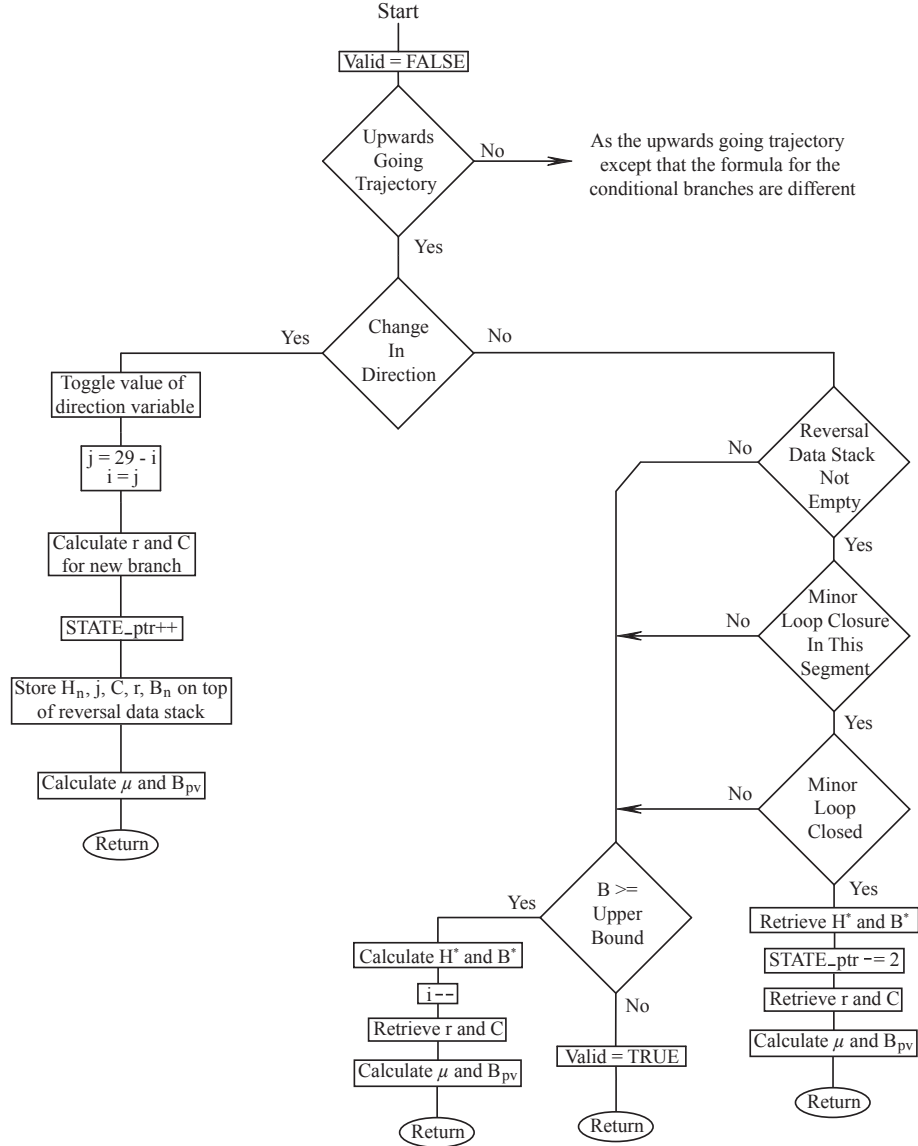 Start
Valid = FALSE
Upwards
Going
Trajectory
No
As the upwards going trajectory
except that the formula for the
conditional branches are different
Yes
Change
In
Direction
Yes
No
Toggle value of
direction variable
j = 29 - i
i = j
Calculate r and C
for new branch
STATE_ptr++
Store Hn, j, C, r, Bn on top
of reversal data stack
Calculate μ and Bpv
Return
Reversal
Data Stack
Not
Empty
No
Yes
Minor
Loop Closure
In This
Segment
No
Yes
Minor
Loop
Closed
No
Yes
Retrieve H* and B*
STATE_ptr -= 2
Retrieve r and C
Calculate μ and Bpv
Return
B >=
Upper
Bound
Yes
Calculate H* and B*
i--
Retrieve r and C
Calculate μ and Bpv
Return
No
Valid = TRUE
Return